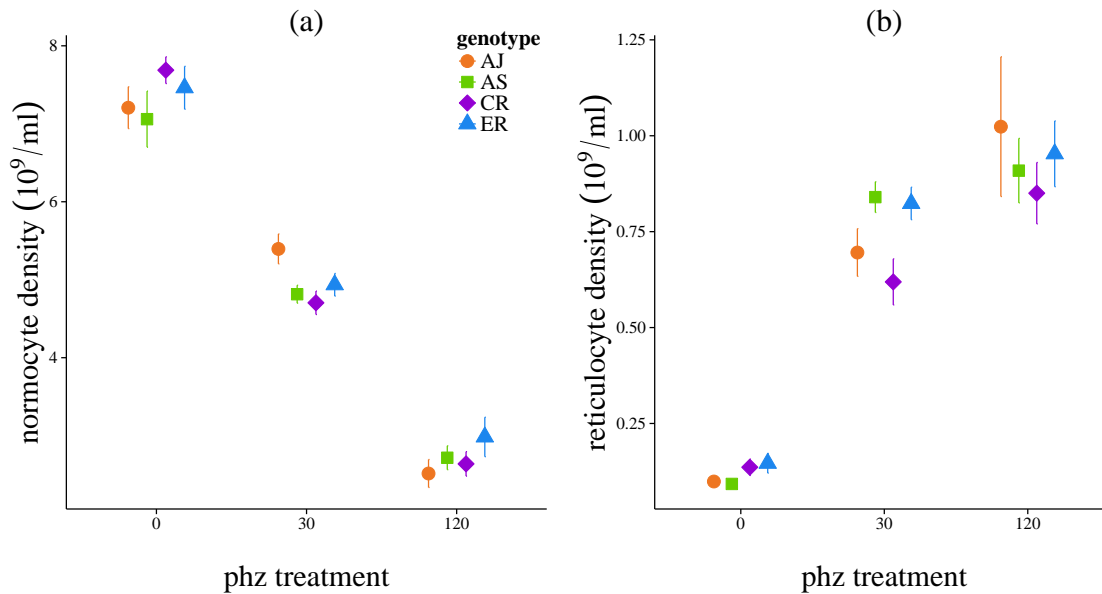 (a)
genotype
AJ
AS
CR
ER
normocyte density (10⁹/ml)
8
6
4
0 30 120
phz treatment
(b)
reticulocyte density (10⁹/ml)
1.25
1.00
0.75
0.50
0.25
0 30 120
phz treatment